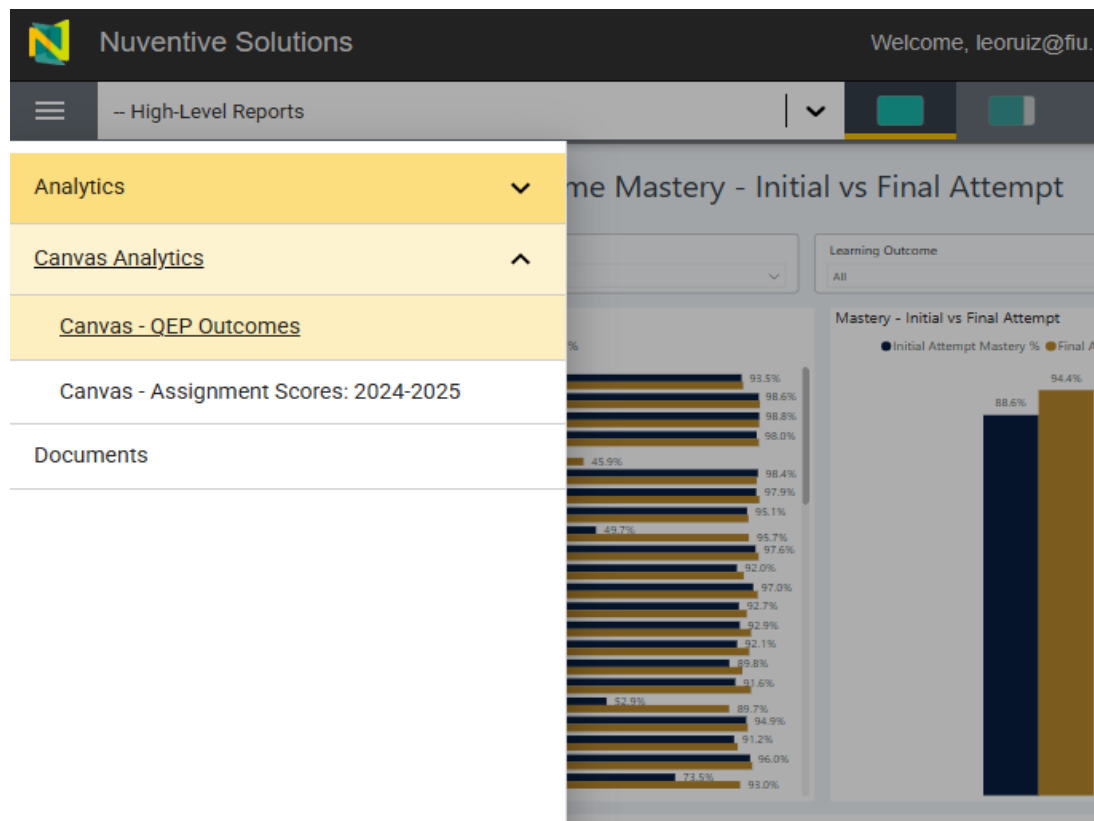 Nuventive Solutions
Welcome, leoruiz@fiu.
-- High-Level Reports
Analytics
Canvas Analytics
Canvas - QEP Outcomes
Canvas - Assignment Scores: 2024-2025
Documents
me Mastery - Initial vs Final Attempt
Learning Outcome
All
%
93.5%
98.6%
98.8%
98.0%
45.9%
98.4%
97.9%
95.1%
49.7%
95.7%
97.6%
92.0%
97.0%
92.7%
92.9%
92.1%
89.8%
91.6%
52.9%
89.7%
94.9%
91.2%
96.0%
73.5%
93.0%
Mastery - Initial vs Final Attempt
Initial Attempt Mastery % Final A
94.4%
88.6%